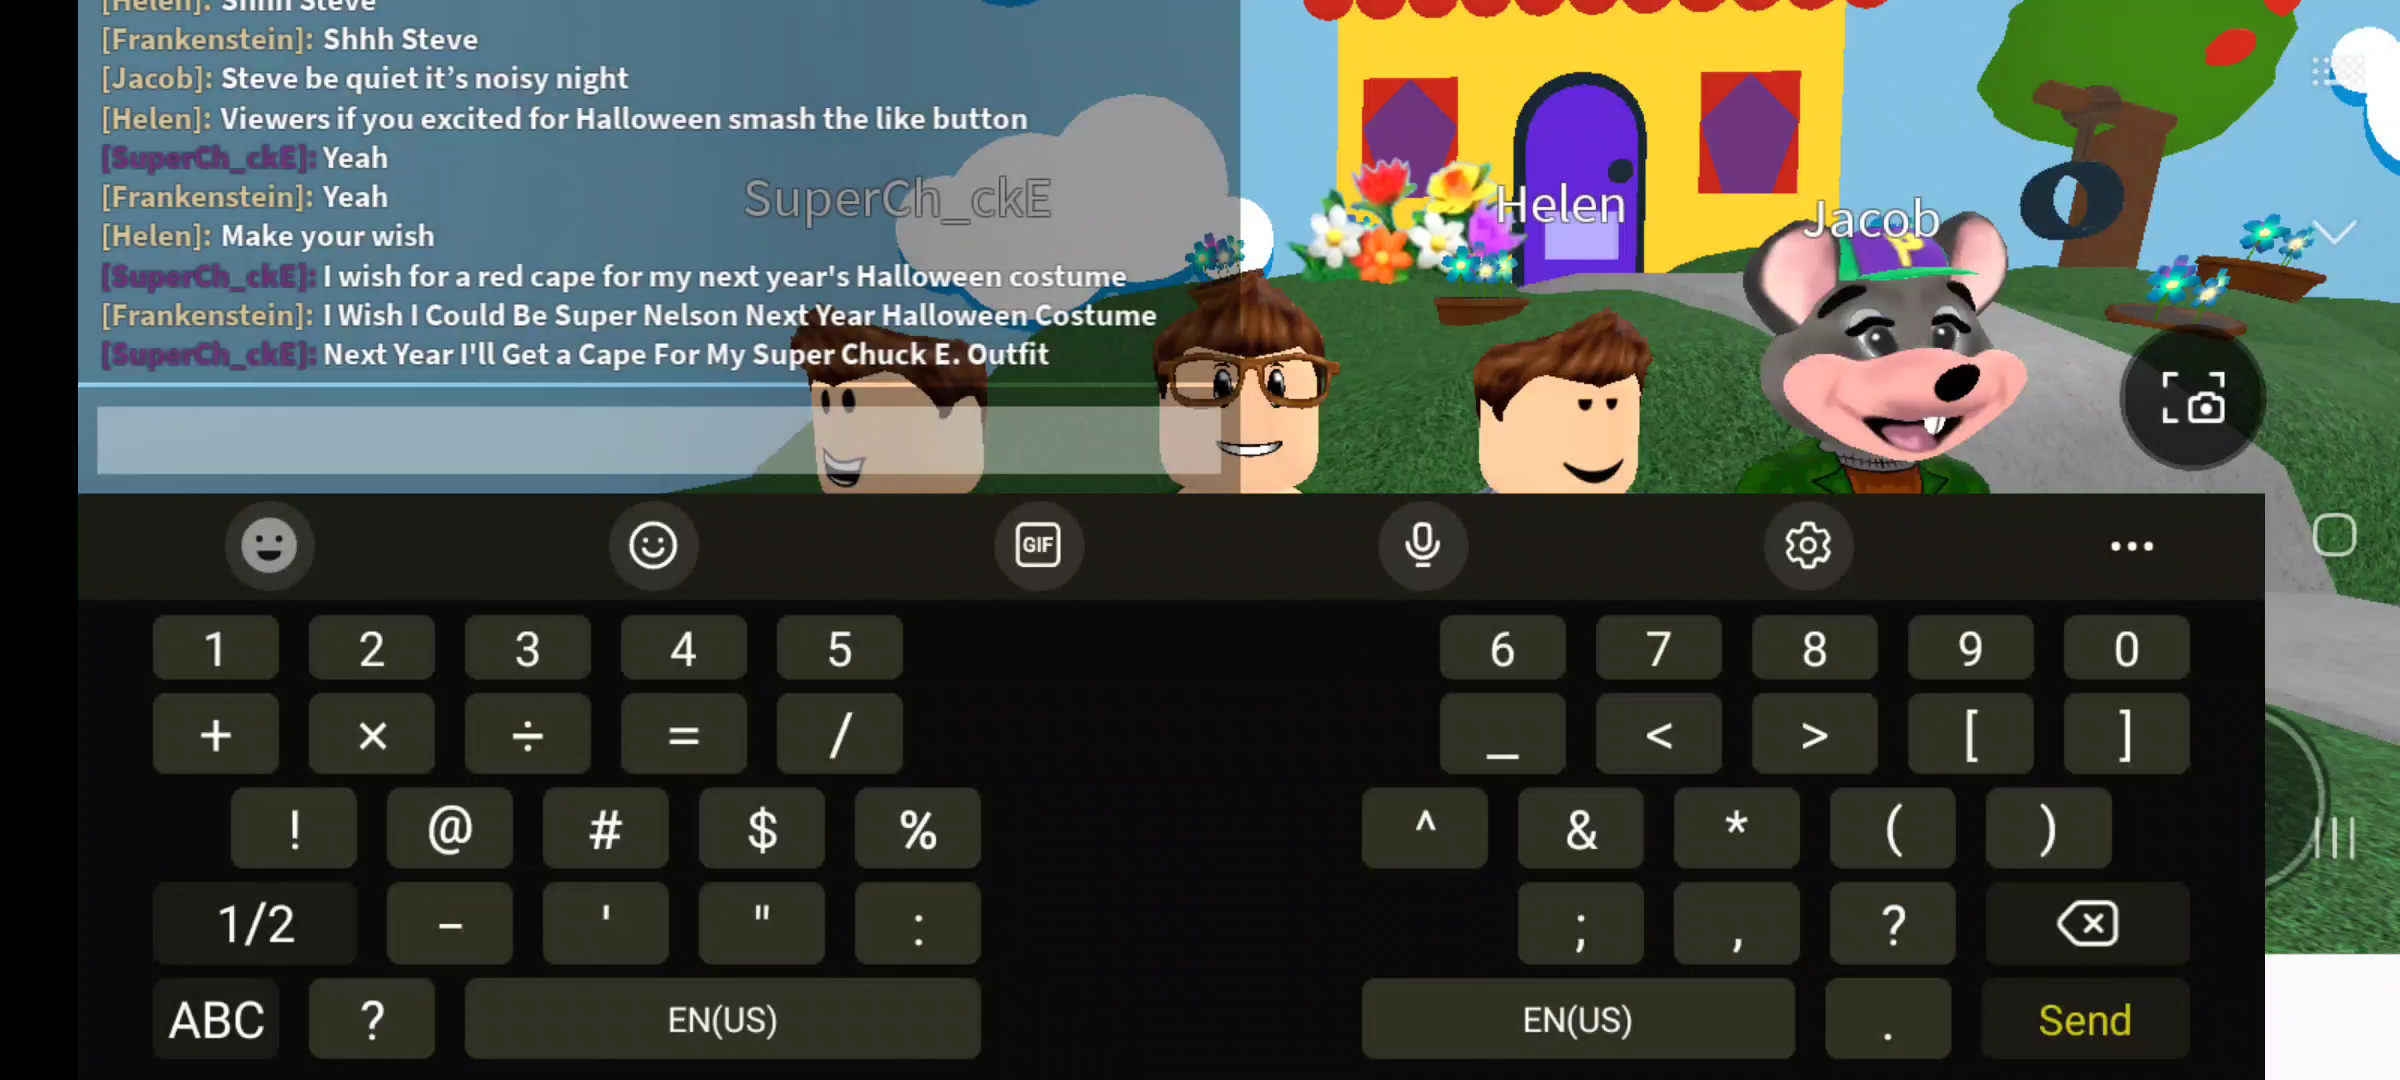 [Helen]: Shhh Steve
[Frankenstein]: Shhh Steve
[Jacob]: Steve be quiet it’s noisy night
[Helen]: Viewers if you excited for Halloween smash the like button
[SuperCh_ckE]: Yeah
[Frankenstein]: Yeah
[Helen]: Make your wish
[SuperCh_ckE]: I wish for a red cape for my next year's Halloween costume
[Frankenstein]: I Wish I Could Be Super Nelson Next Year Halloween Costume
[SuperCh_ckE]: Next Year I'll Get a Cape For My Super Chuck E. Outfit
SuperCh_ckE
Helen
Jacob
P
GIF
1 2 3 4 5 6 7 8 9 0
+ × ÷ = / _ < > [ ]
! @ # $ % ^ & * ( )
1/2 - ' " : ; , ?
ABC ? EN(US) EN(US) . Send